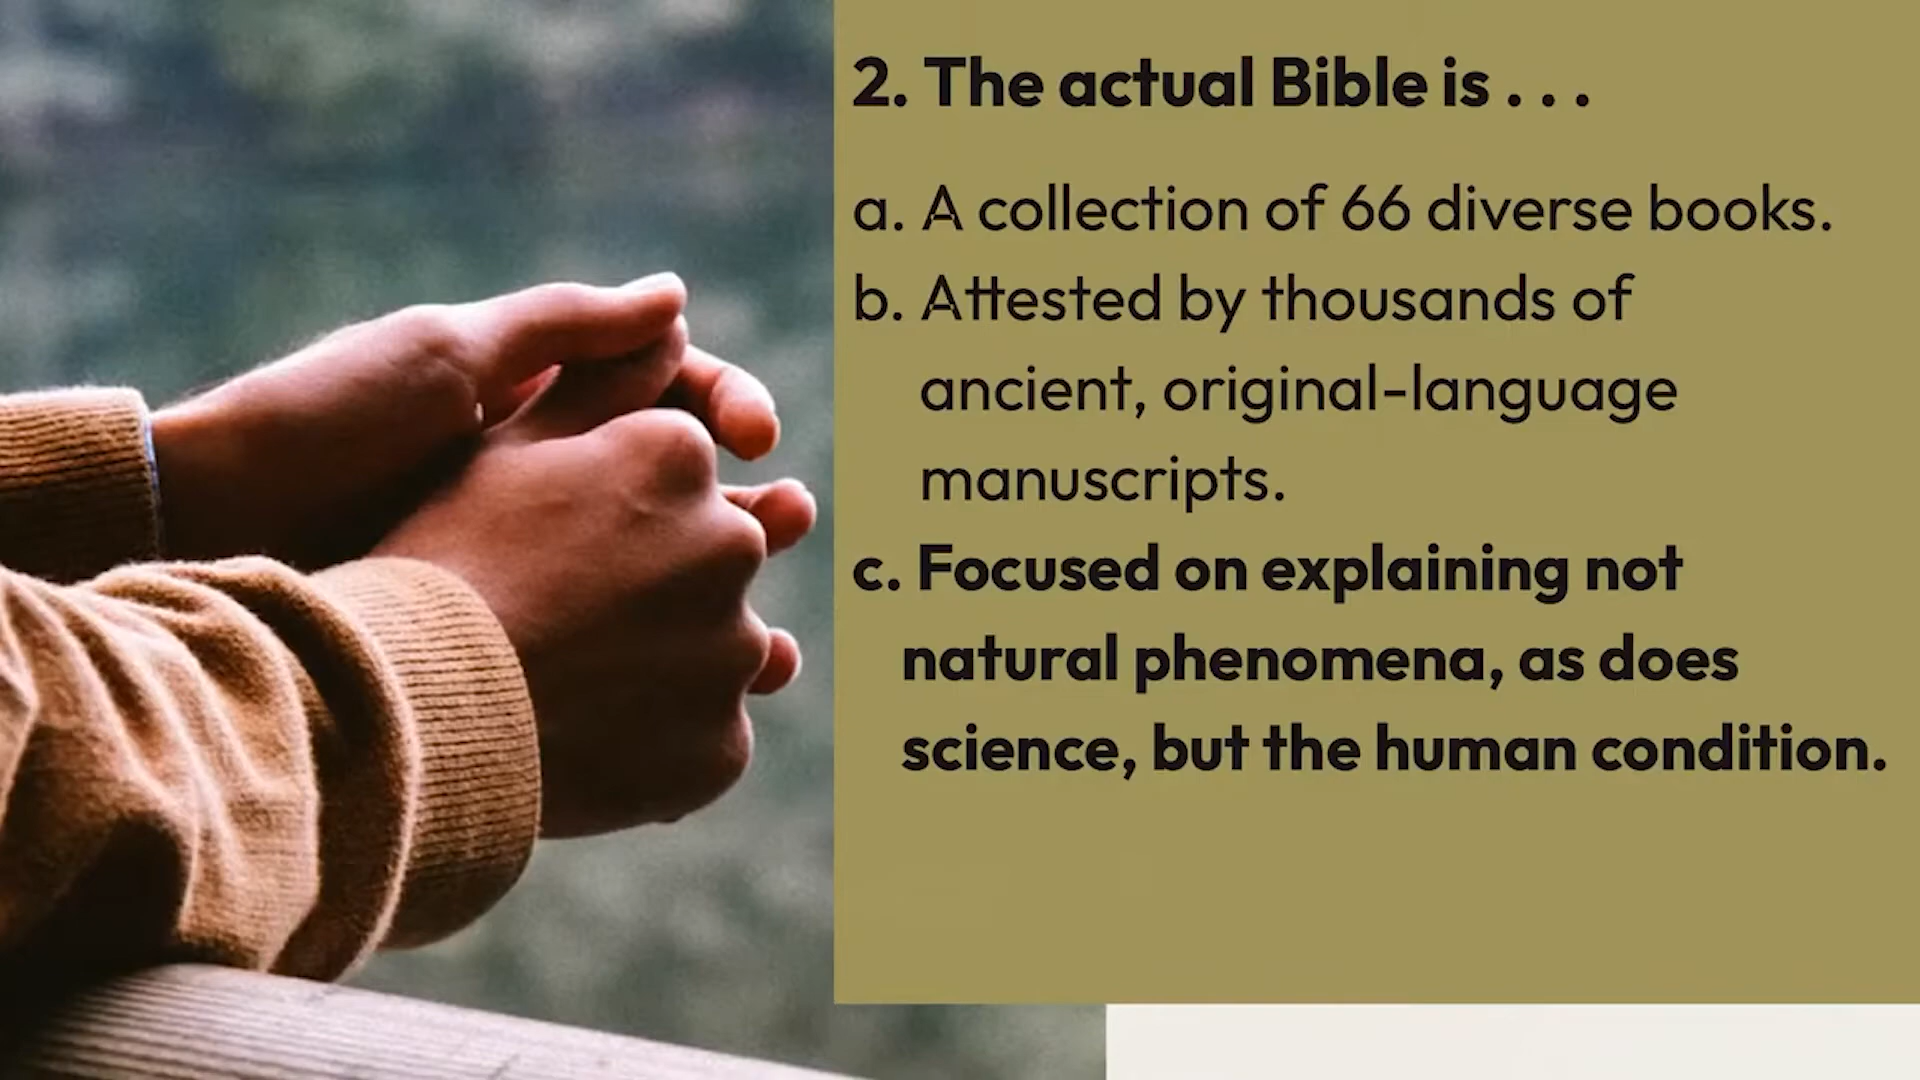 2. The actual Bible is . . .
a. A collection of 66 diverse books.
b. Attested by thousands of
ancient, original-language
manuscripts.
c. Focused on explaining not
natural phenomena, as does
science, but the human condition.